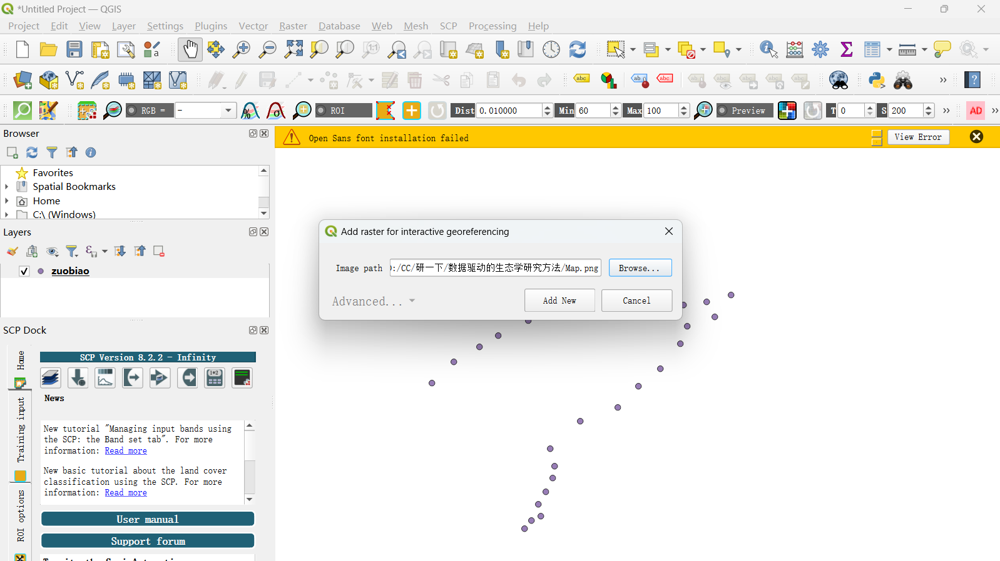 *Untitled Project — QGIS
Project Edit View Layer Settings Plugins Vector Raster Database Web Mesh SCP Processing Help
abc abc abc
RGB = - ROI Dist 0.010000 Min 60 Max 100 Preview T 0 S 200 AD
Browser
Open Sans font installation failed View Error
Favorites
Spatial Bookmarks
Home
C:\ (Windows)
Layers
zuobiao
Add raster for interactive georeferencing
Image path :/CC/研一下/数据驱动的生态学研究方法/Map.png Browse...
Advanced... Add New Cancel
SCP Dock
Home
Training input
ROI options
SCP Version 8.2.2 - Infinity
News
New tutorial "Managing input bands using
the SCP: the Band set tab". For more
information: Read more
New basic tutorial about the land cover
classification using the SCP. For more
information: Read more
User manual
Support forum